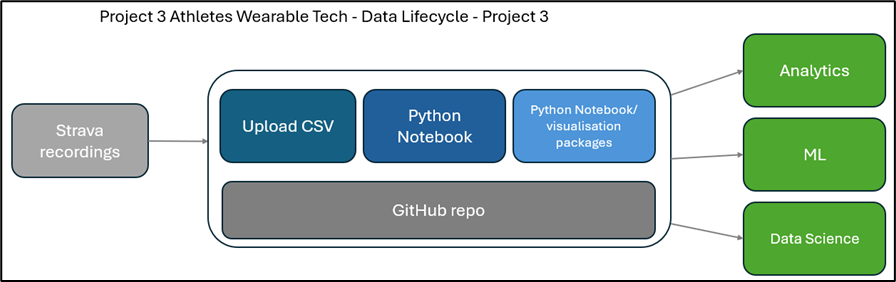 Project 3 Athletes Wearable Tech - Data Lifecycle - Project 3
Strava
recordings
Upload CSV
Python
Notebook
Python Notebook/
visualisation
packages
GitHub repo
Analytics
ML
Data Science